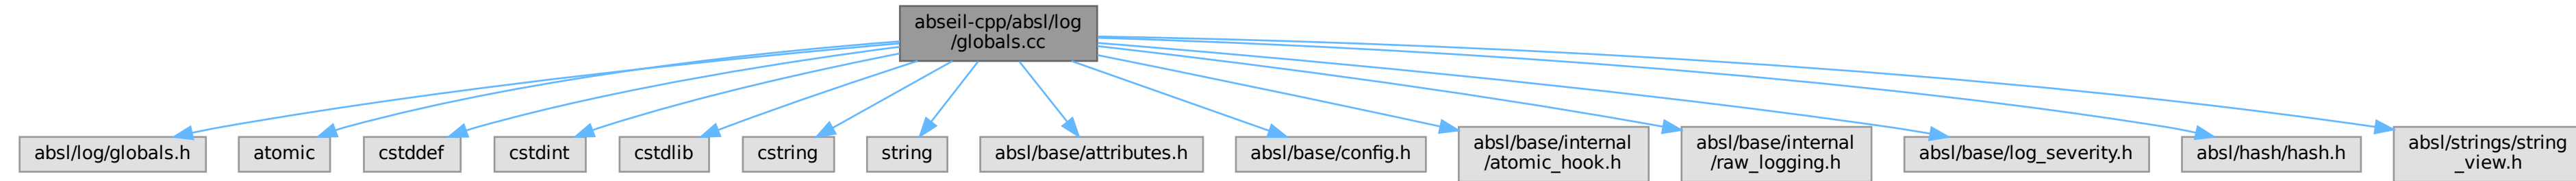 abseil-cpp/absl/log
/globals.cc
absl/log/globals.h
atomic
cstddef
cstdint
cstdlib
cstring
string
absl/base/attributes.h
absl/base/config.h
absl/base/internal
/atomic_hook.h
absl/base/internal
/raw_logging.h
absl/base/log_severity.h
absl/hash/hash.h
absl/strings/string
_view.h